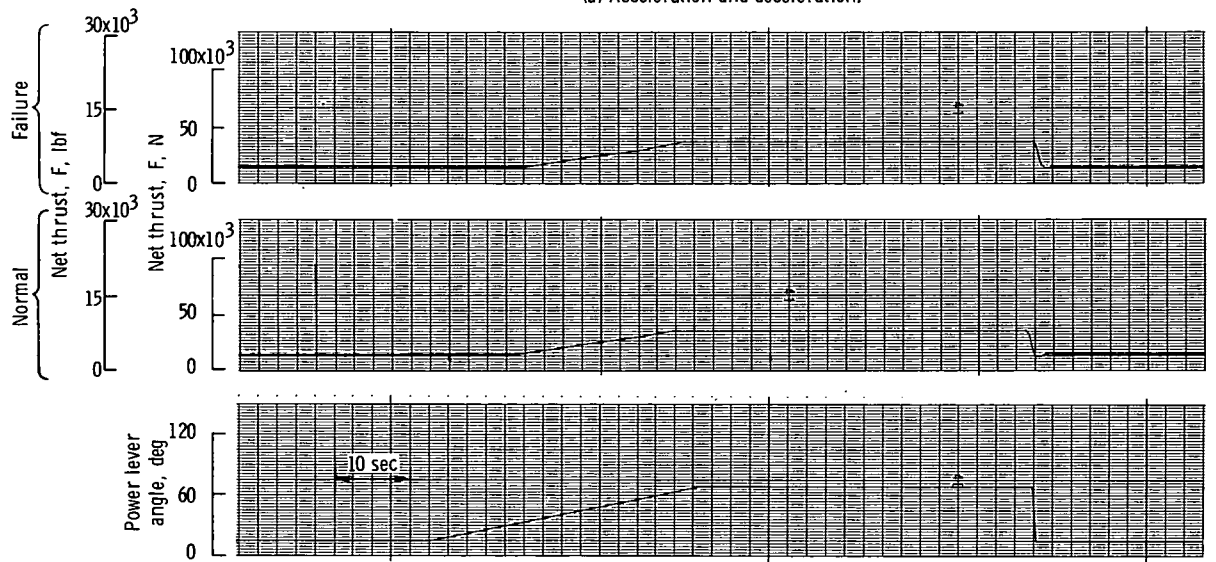 (a) Acceleration and deceleration.
Failure
Net thrust, F, lbf
30x10³
15
0
Net thrust, F, N
100x10³
50
0
Normal
30x10³
15
0
100x10³
50
0
Power lever
angle, deg
120
60
0
10 sec